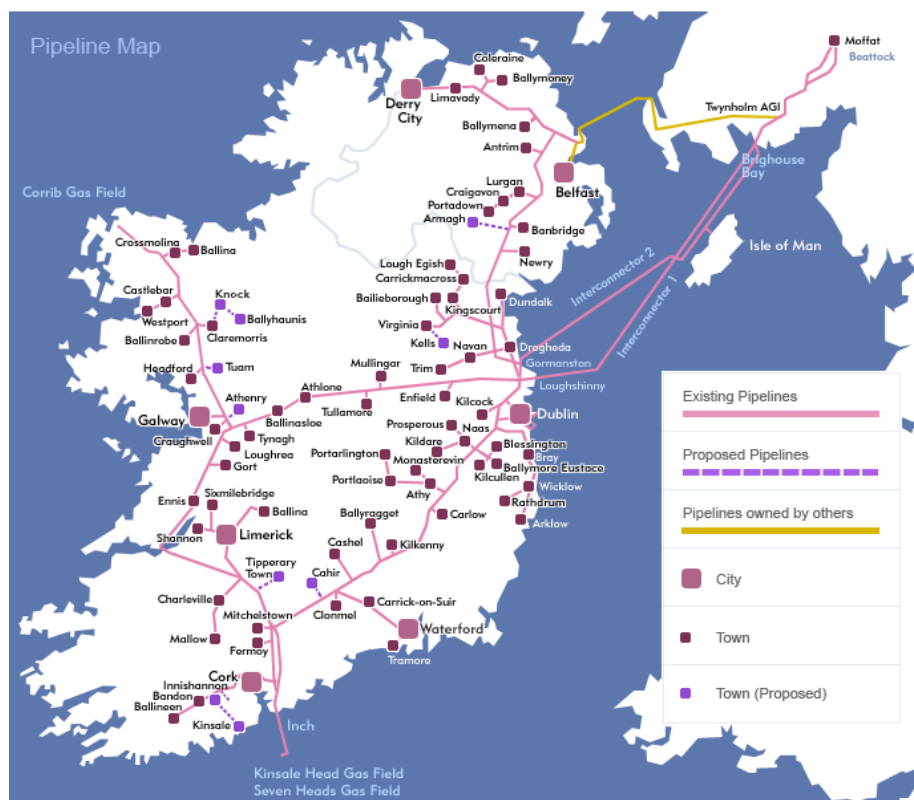 Pipeline Map
Moffat
Beattock
Coleraine
Ballymoney
Limavady
Derry
City
Twynholm AGI
Ballymena
Antrim
Brighouse
Bay
Belfast
Lurgan
Craigavon
Portadown
Armagh
Banbridge
Corrib Gas Field
Isle of Man
Crossmolina
Ballina
Newry
Lough Egish
Carrickmacross
Interconnector 2
Interconnector 1
Castlebar
Knock
Bailieborough
Kingscourt
Dundalk
Westport
Ballyhaunis
Virginia
Ballinrobe
Claremorris
Kells
Navan
Drogheda
Mullingar
Trim
Gormanston
Headford
Tuam
Loughshinny
Athlone
Athenry
Enfield
Existing Pipelines
Tullamore
Kilcock
Galway
Ballinasloe
Dublin
Prosperous
Naas
Craughwell
Tynagh
Kildare
Blessington
Proposed Pipelines
Loughrea
Portarlington
Monasterevin
Bray
Gort
Ballymore Eustace
Kilcullen
Portlaoise
Athy
Wicklow
Ennis
Sixmilebridge
Rathdrum
Pipelines owned by others
Ballina
Ballyragget
Carlow
Arklow
Shannon
Limerick
Cashel
Kilkenny
Tipperary
Town
Cahir
City
Charleville
Mitchelstown
Clonmel
Carrick-on-Suir
Waterford
Mallow
Fermoy
Tramore
Town
Cork
Innishannon
Bandon
Ballineen
Kinsale
Inch
Town (Proposed)
Kinsale Head Gas Field
Seven Heads Gas Field